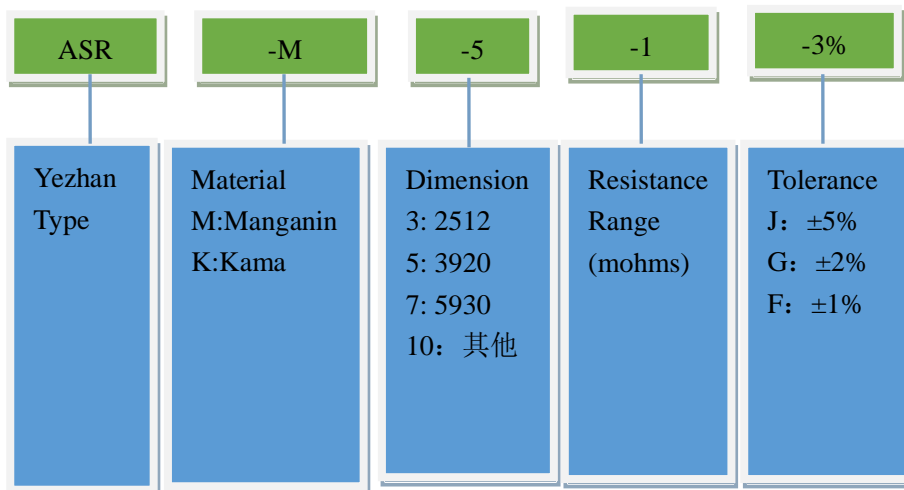 ASR
-M
-5
-1
-3%
Yezhan
Type
Material
M:Manganin
K:Kama
Dimension
3: 2512
5: 3920
7: 5930
10：其他
Resistance
Range
(mohms)
Tolerance
J：±5%
G：±2%
F：±1%